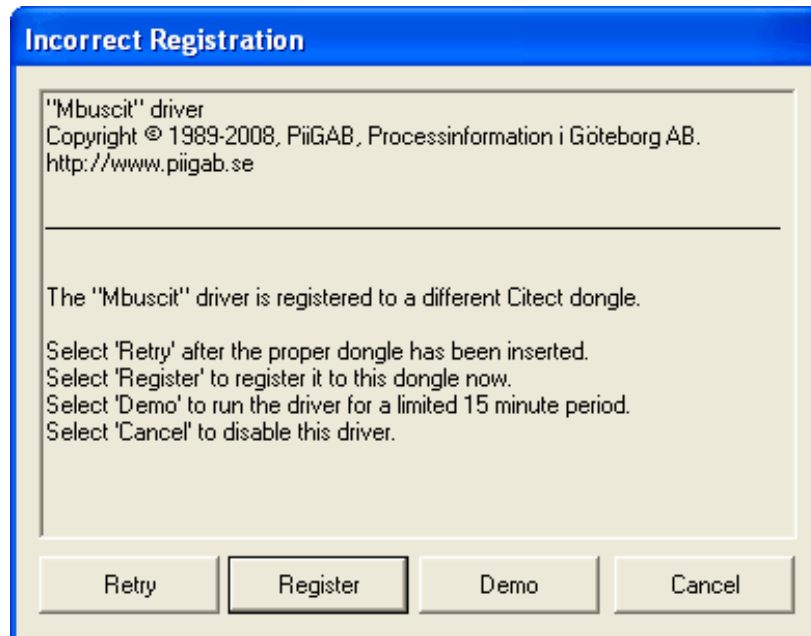 Incorrect Registration
"Mbuscit" driver
Copyright © 1989-2008, PiiGAB, Processinformation i Göteborg AB.
http://www.piigab.se
The "Mbuscit" driver is registered to a different Citect dongle.
Select 'Retry' after the proper dongle has been inserted.
Select 'Register' to register it to this dongle now.
Select 'Demo' to run the driver for a limited 15 minute period.
Select 'Cancel' to disable this driver.
Retry Register Demo Cancel